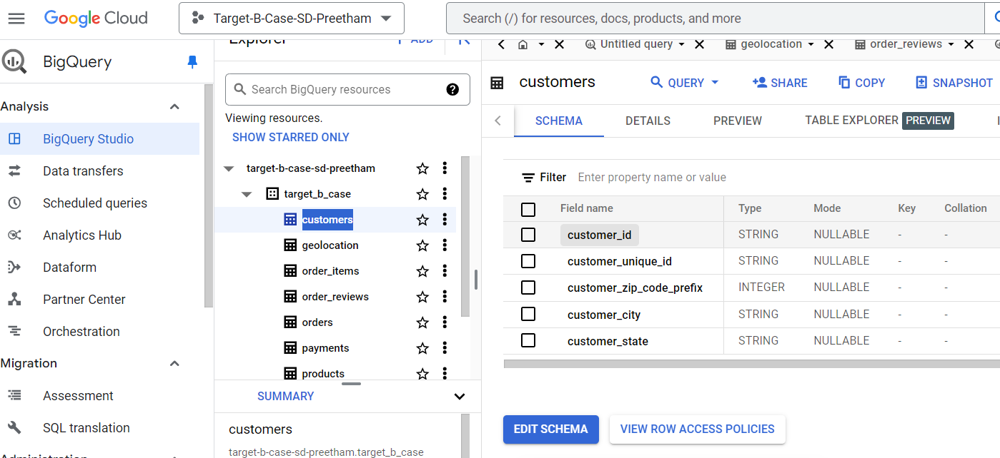 Google Cloud
Target-B-Case-SD-Preetham
Search (/) for resources, docs, products, and more
BigQuery
Analysis
BigQuery Studio
Data transfers
Scheduled queries
Analytics Hub
Dataform
Partner Center
Orchestration
Migration
Assessment
SQL translation
Administration
Explorer
+ ADD
Search BigQuery resources
Viewing resources.
SHOW STARRED ONLY
target-b-case-sd-preetham
target_b_case
customers
geolocation
order_items
order_reviews
orders
payments
products
SUMMARY
customers
target-b-case-sd-preetham.target_b_case
Untitled query
geolocation
order_reviews
customers
QUERY
SHARE
COPY
SNAPSHOT
SCHEMA
DETAILS
PREVIEW
TABLE EXPLORER PREVIEW
Filter Enter property name or value
Field name Type Mode Key Collation
customer_id STRING NULLABLE - -
customer_unique_id STRING NULLABLE - -
customer_zip_code_prefix INTEGER NULLABLE - -
customer_city STRING NULLABLE - -
customer_state STRING NULLABLE - -
EDIT SCHEMA
VIEW ROW ACCESS POLICIES